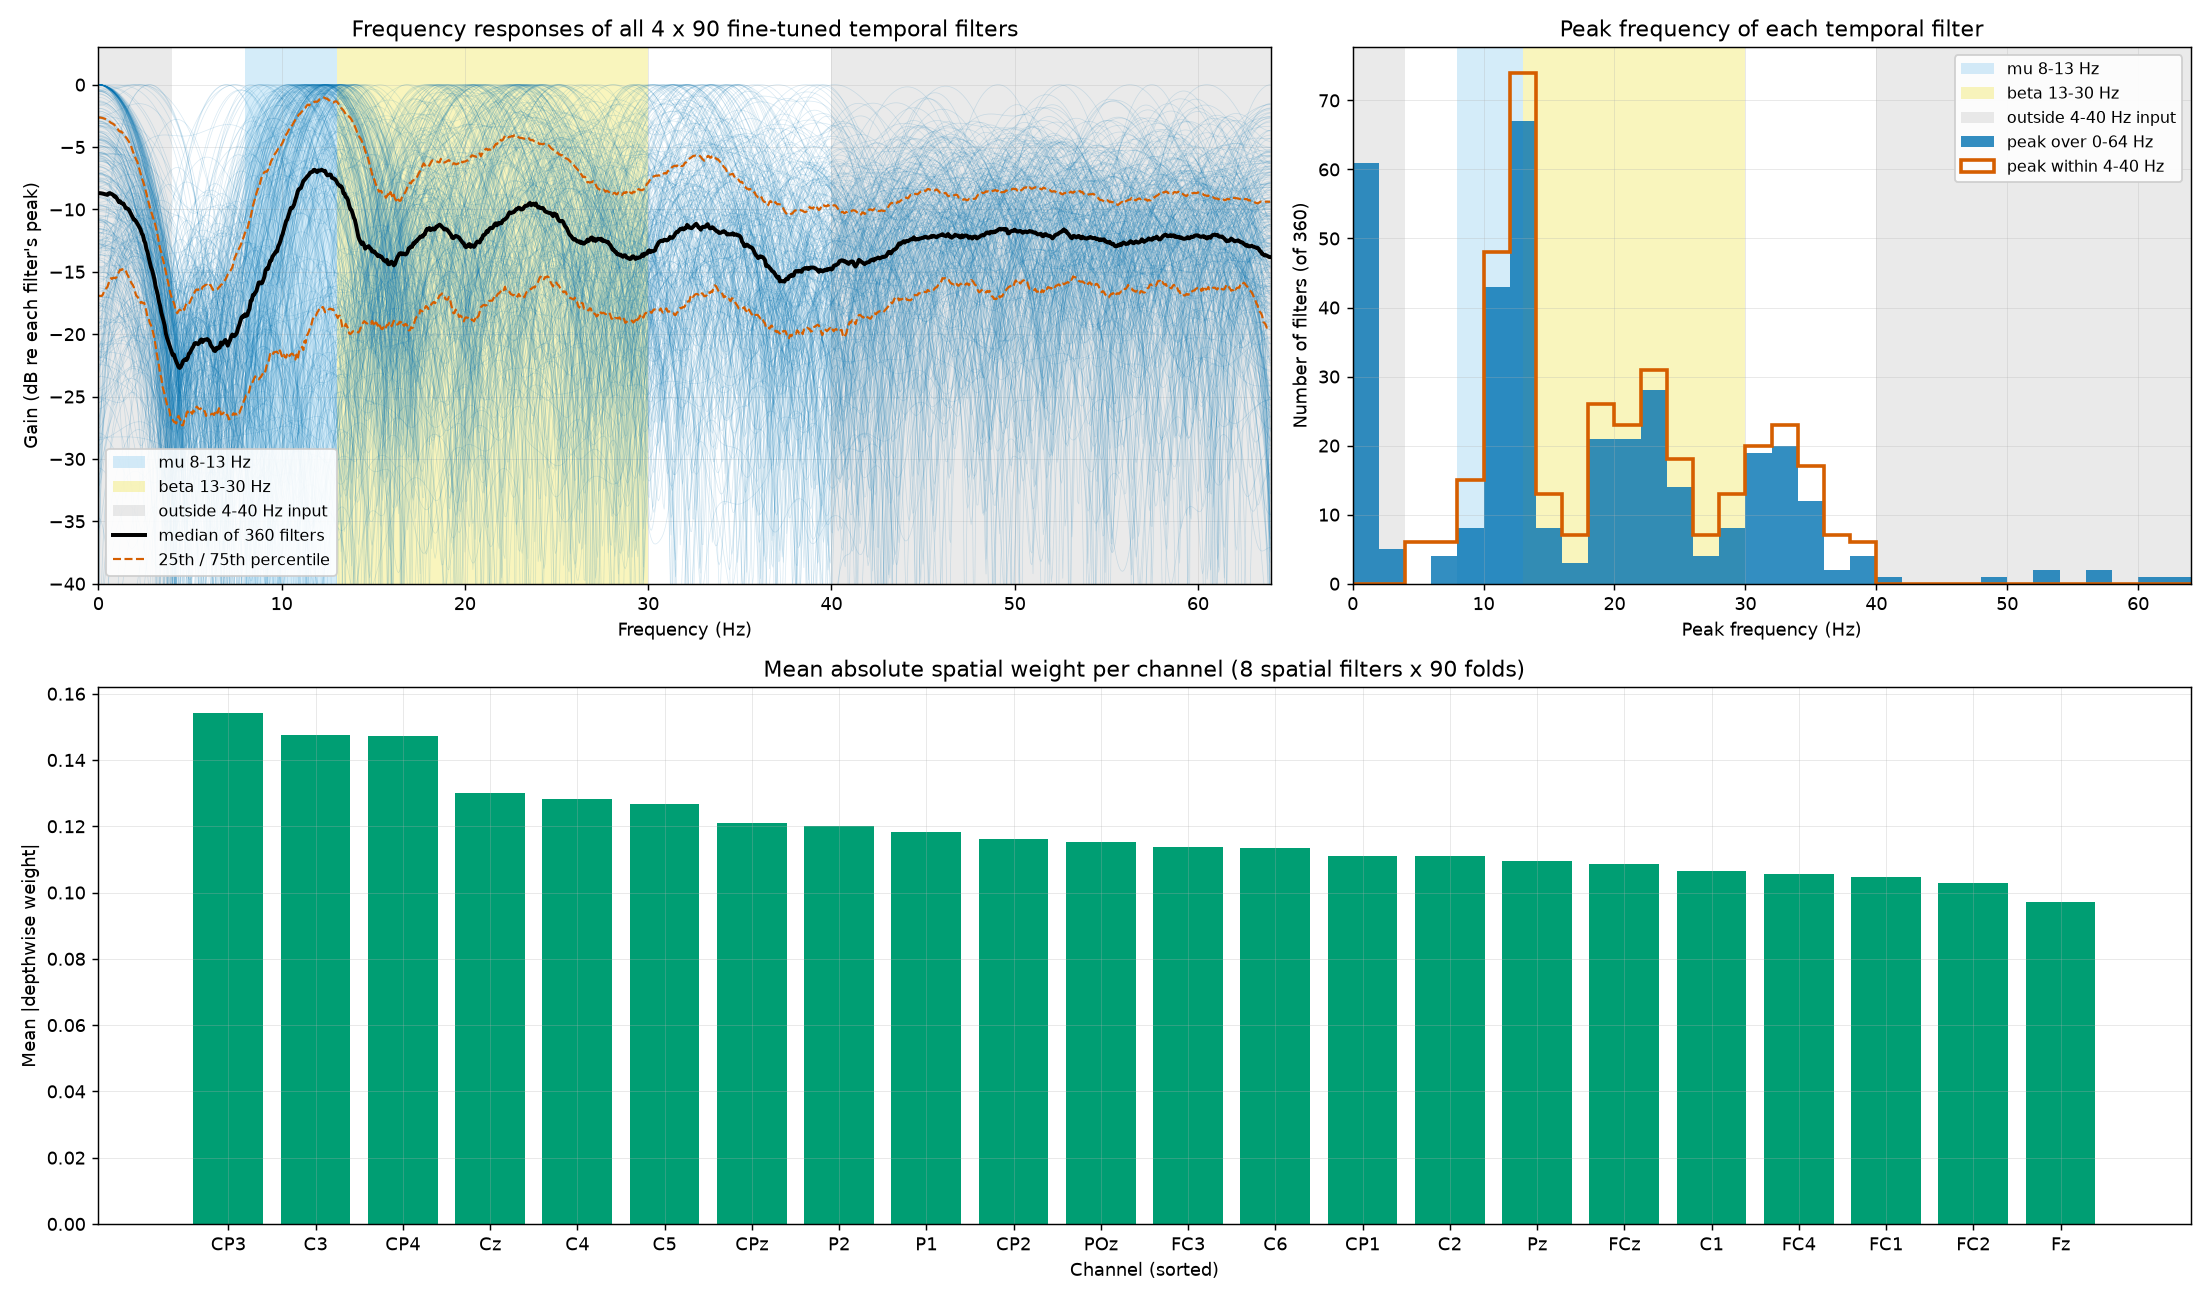 Frequency responses of all 4 x 90 fine-tuned temporal filters
Gain (dB re each filter's peak)
0
−5
−10
−15
−20
−25
−30
−35
−40
mu 8-13 Hz
beta 13-30 Hz
outside 4-40 Hz input
median of 360 filters
25th / 75th percentile
0 10 20 30 40 50 60
Frequency (Hz)
Peak frequency of each temporal filter
Number of filters (of 360)
70
60
50
40
30
20
10
0
mu 8-13 Hz
beta 13-30 Hz
outside 4-40 Hz input
peak over 0-64 Hz
peak within 4-40 Hz
0 10 20 30 40 50 60
Peak frequency (Hz)
Mean absolute spatial weight per channel (8 spatial filters x 90 folds)
Mean |depthwise weight|
0.16
0.14
0.12
0.10
0.08
0.06
0.04
0.02
0.00
CP3 C3 CP4 Cz C4 C5 CPz P2 P1 CP2 POz FC3 C6 CP1 C2 Pz FCz C1 FC4 FC1 FC2 Fz
Channel (sorted)